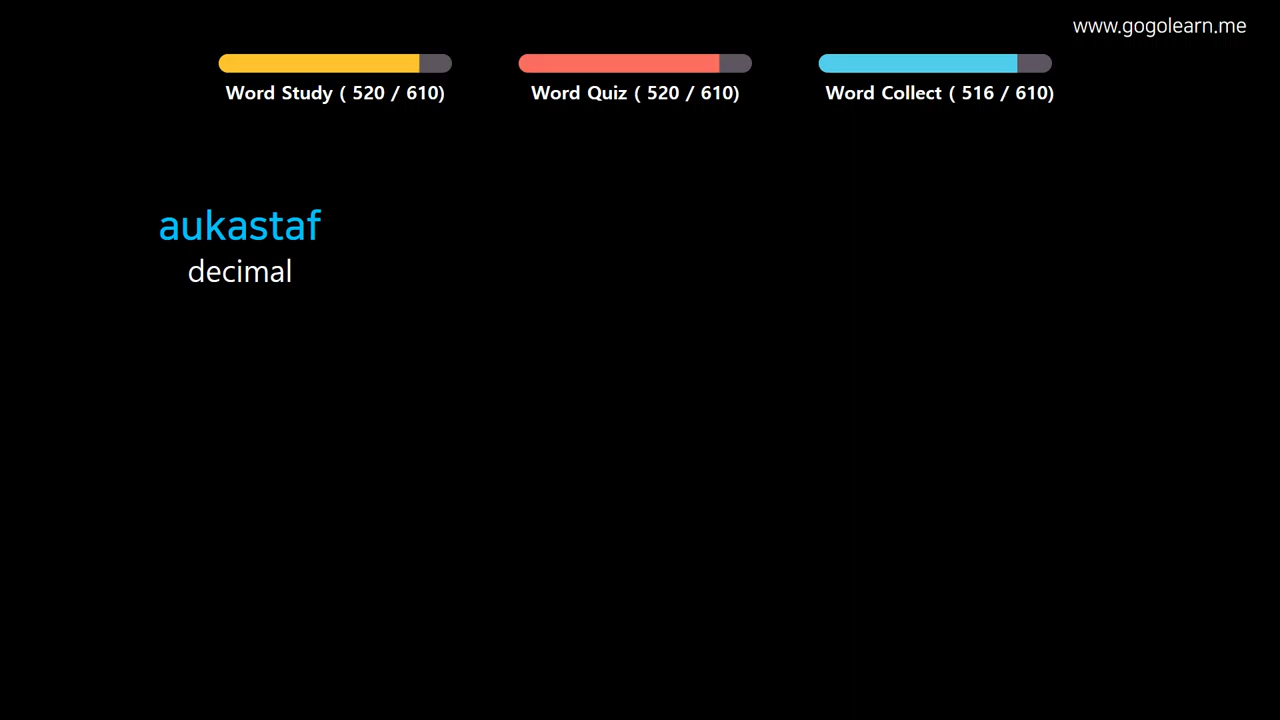 www.gogolearn.me
Word Study ( 520 / 610)
Word Quiz ( 520 / 610)
Word Collect ( 516 / 610)
aukastaf
decimal